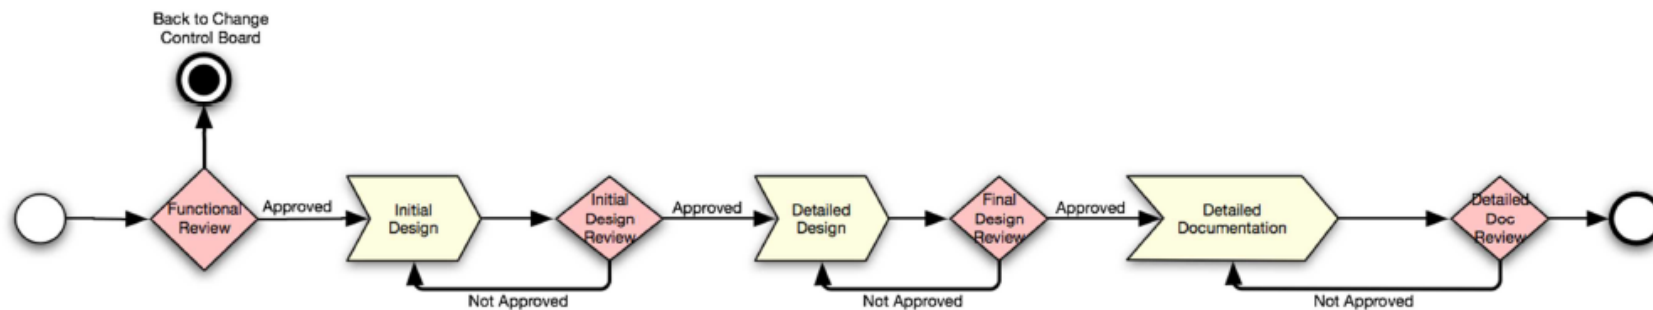 Back to Change
Control Board
Functional
Review
Approved
Initial
Design
Initial
Design
Review
Not Approved
Approved
Detailed
Design
Final
Design
Review
Not Approved
Approved
Detailed
Documentation
Detailed
Doc
Review
Not Approved